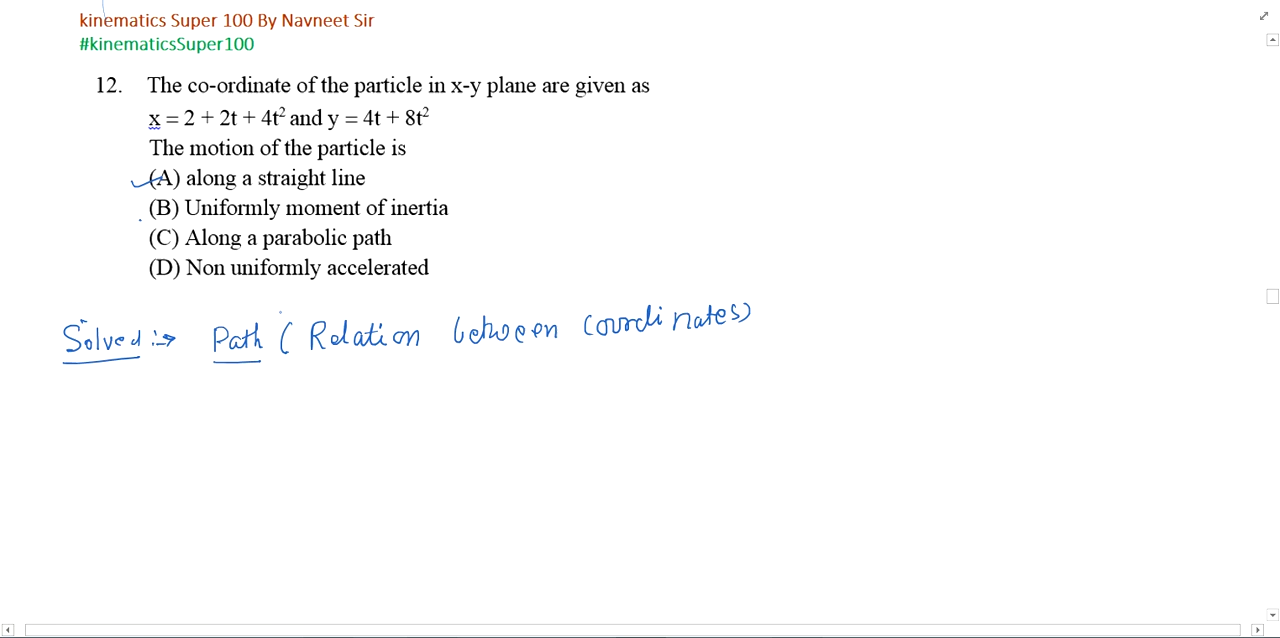 kinematics Super 100 By Navneet Sir
#kinematicsSuper100
12. The co-ordinate of the particle in x-y plane are given as
x = 2 + 2t + 4t² and y = 4t + 8t²
The motion of the particle is
(A) along a straight line
(B) Uniformly moment of inertia
(C) Along a parabolic path
(D) Non uniformly accelerated
Solved :→ Path ( Relation between coordinates)